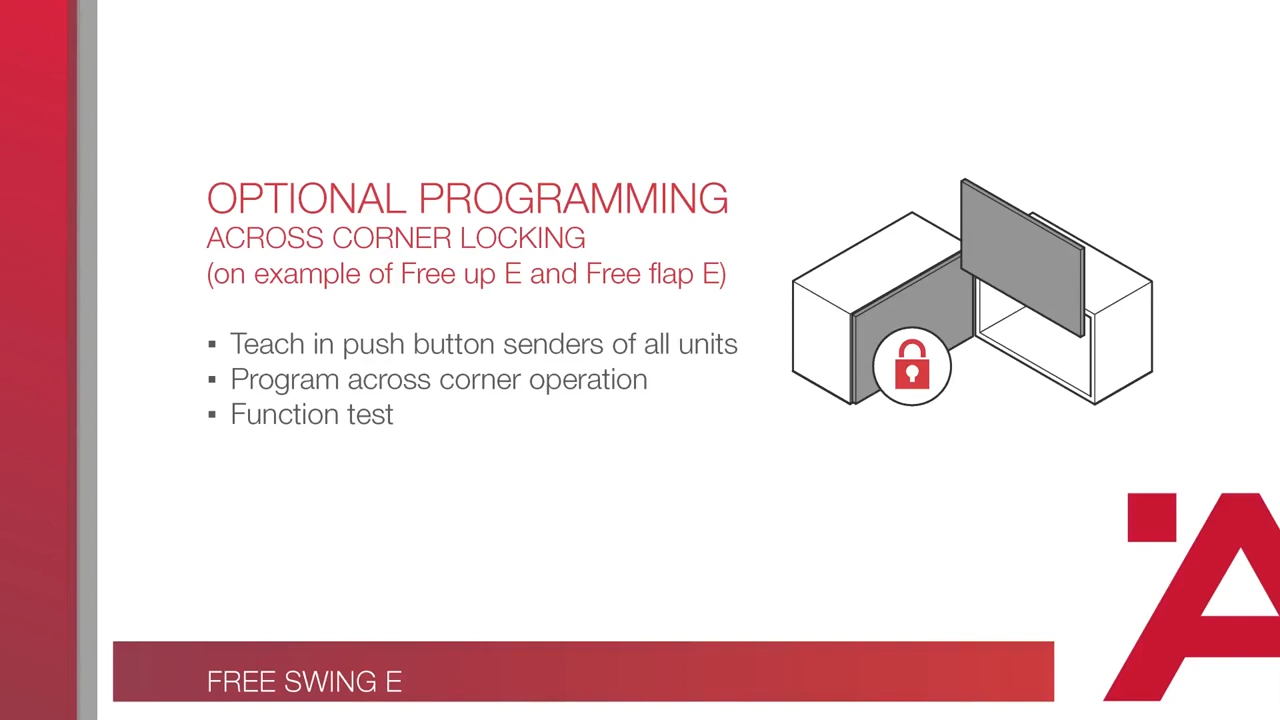 OPTIONAL PROGRAMMING
ACROSS CORNER LOCKING
(on example of Free up E and Free flap E)
▪ Teach in push button senders of all units
▪ Program across corner operation
▪ Function test
FREE SWING E